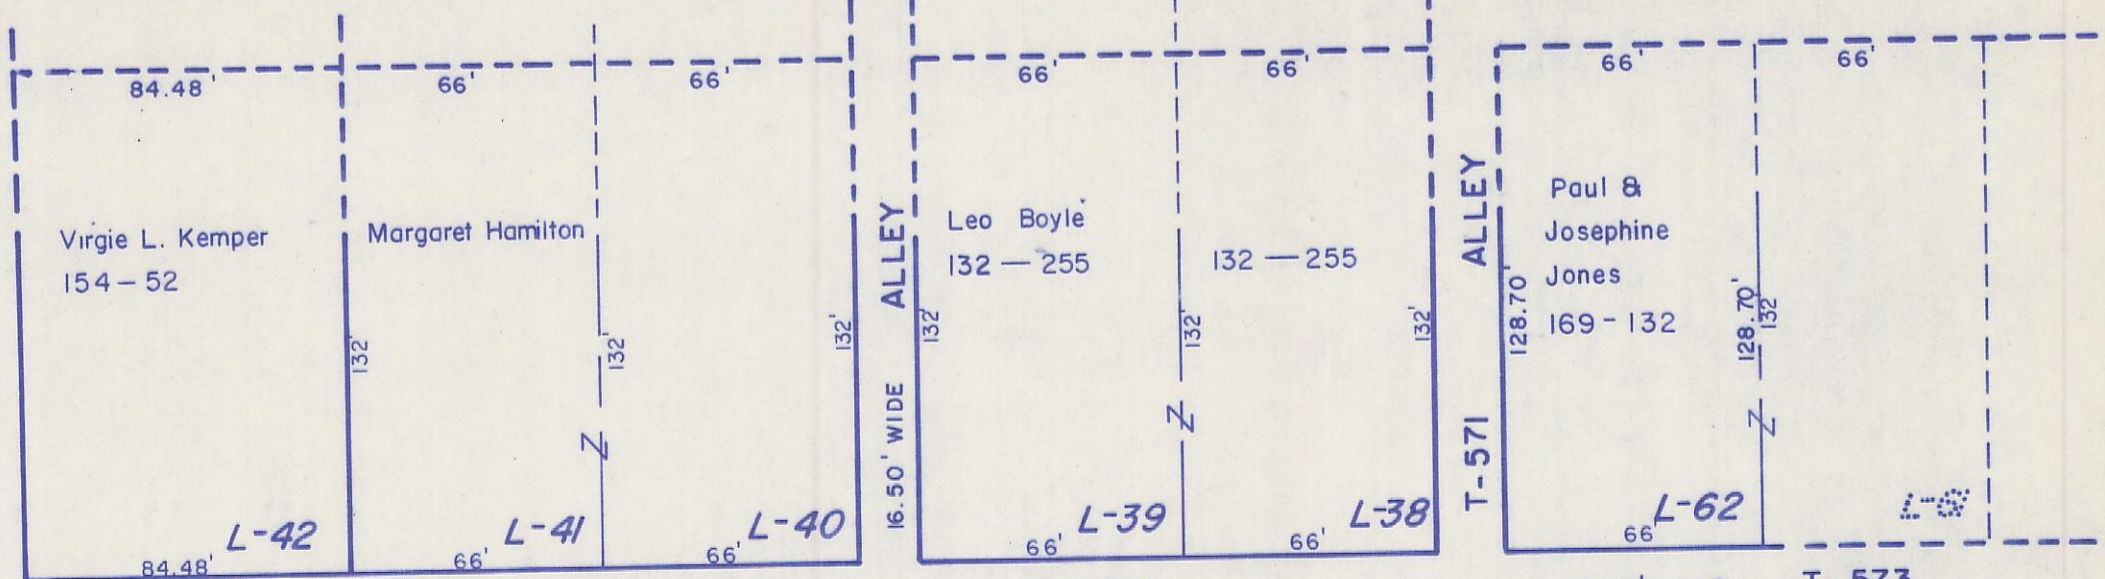 84.48'
66'
66'
66'
66'
66'
66'
Virgie L. Kemper
154-52
Margaret Hamilton
ALLEY
16.50' WIDE
Leo Boyle
132-255
132-255
ALLEY
T-571
Paul &
Josephine
Jones
169-132
132'
132'
132'
132'
132'
132'
128.70'
128.70'
132'
L-42
L-41
L-40
L-39
L-38
L-62
84.48'
66'
66'
66'
66'
66'
T-573